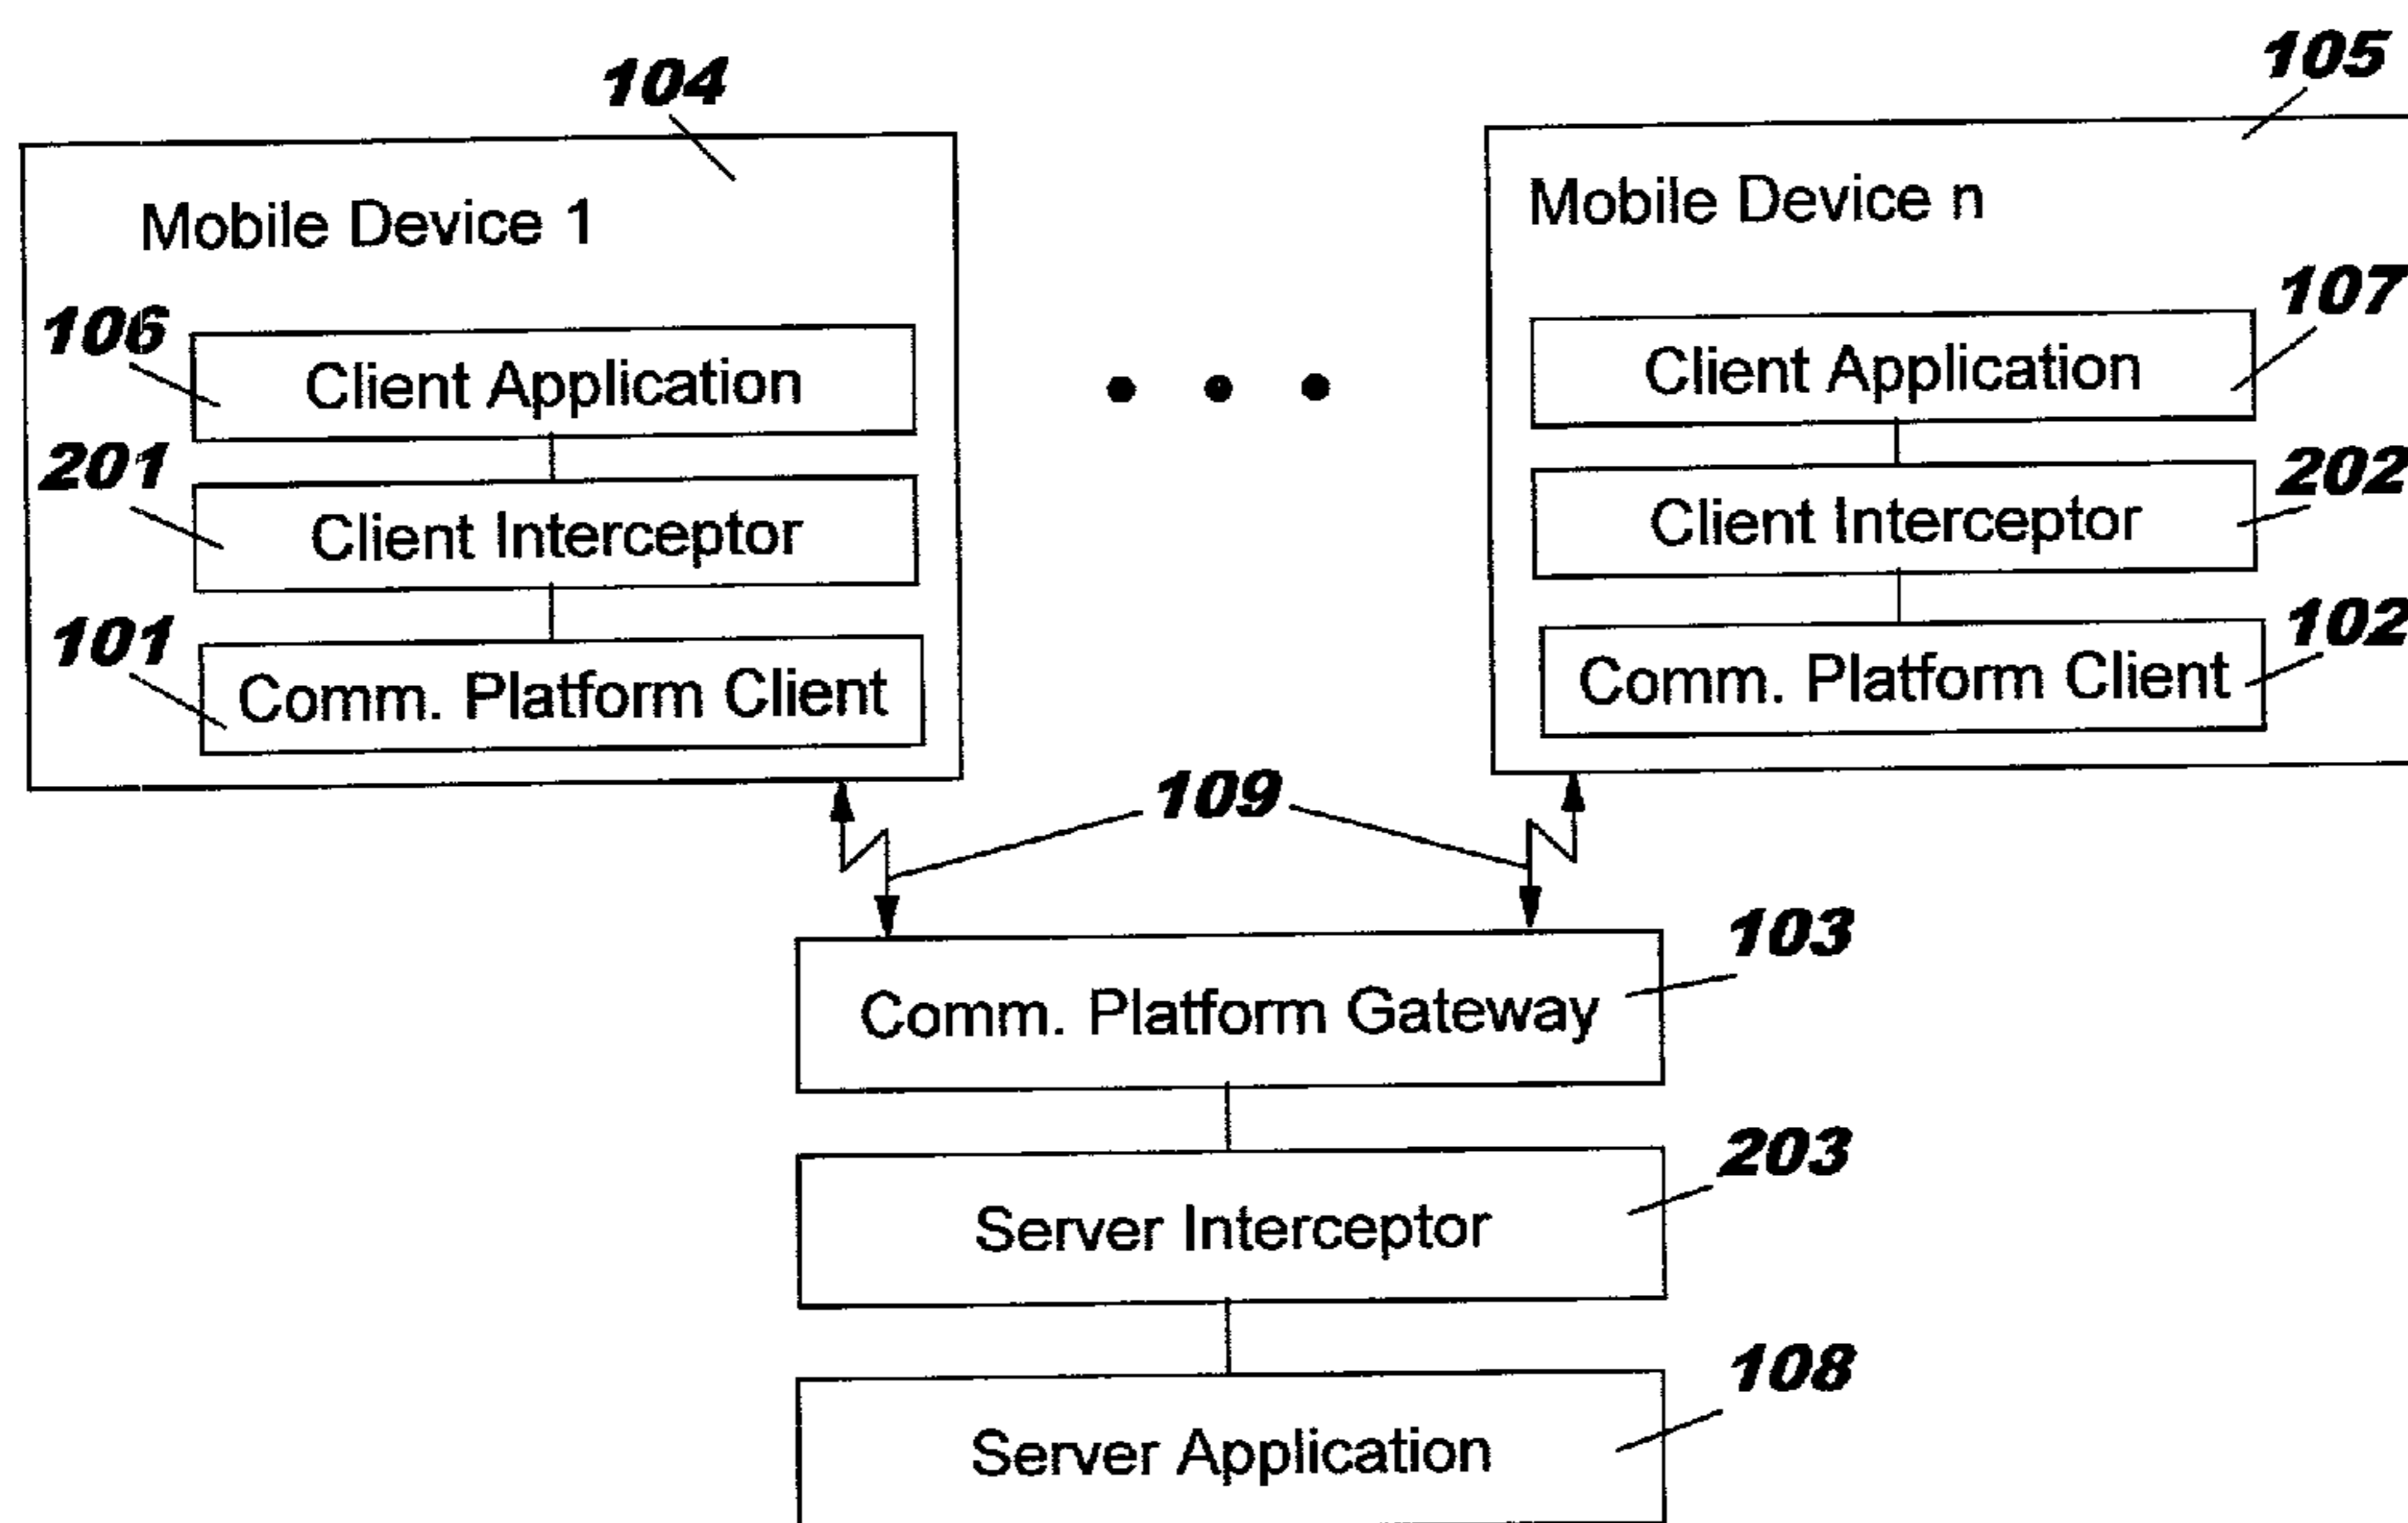 104
105
Mobile Device 1
Mobile Device n
106
Client Application
107
Client Application
201
Client Interceptor
202
Client Interceptor
101
Comm. Platform Client
102
Comm. Platform Client
109
103
Comm. Platform Gateway
203
Server Interceptor
108
Server Application